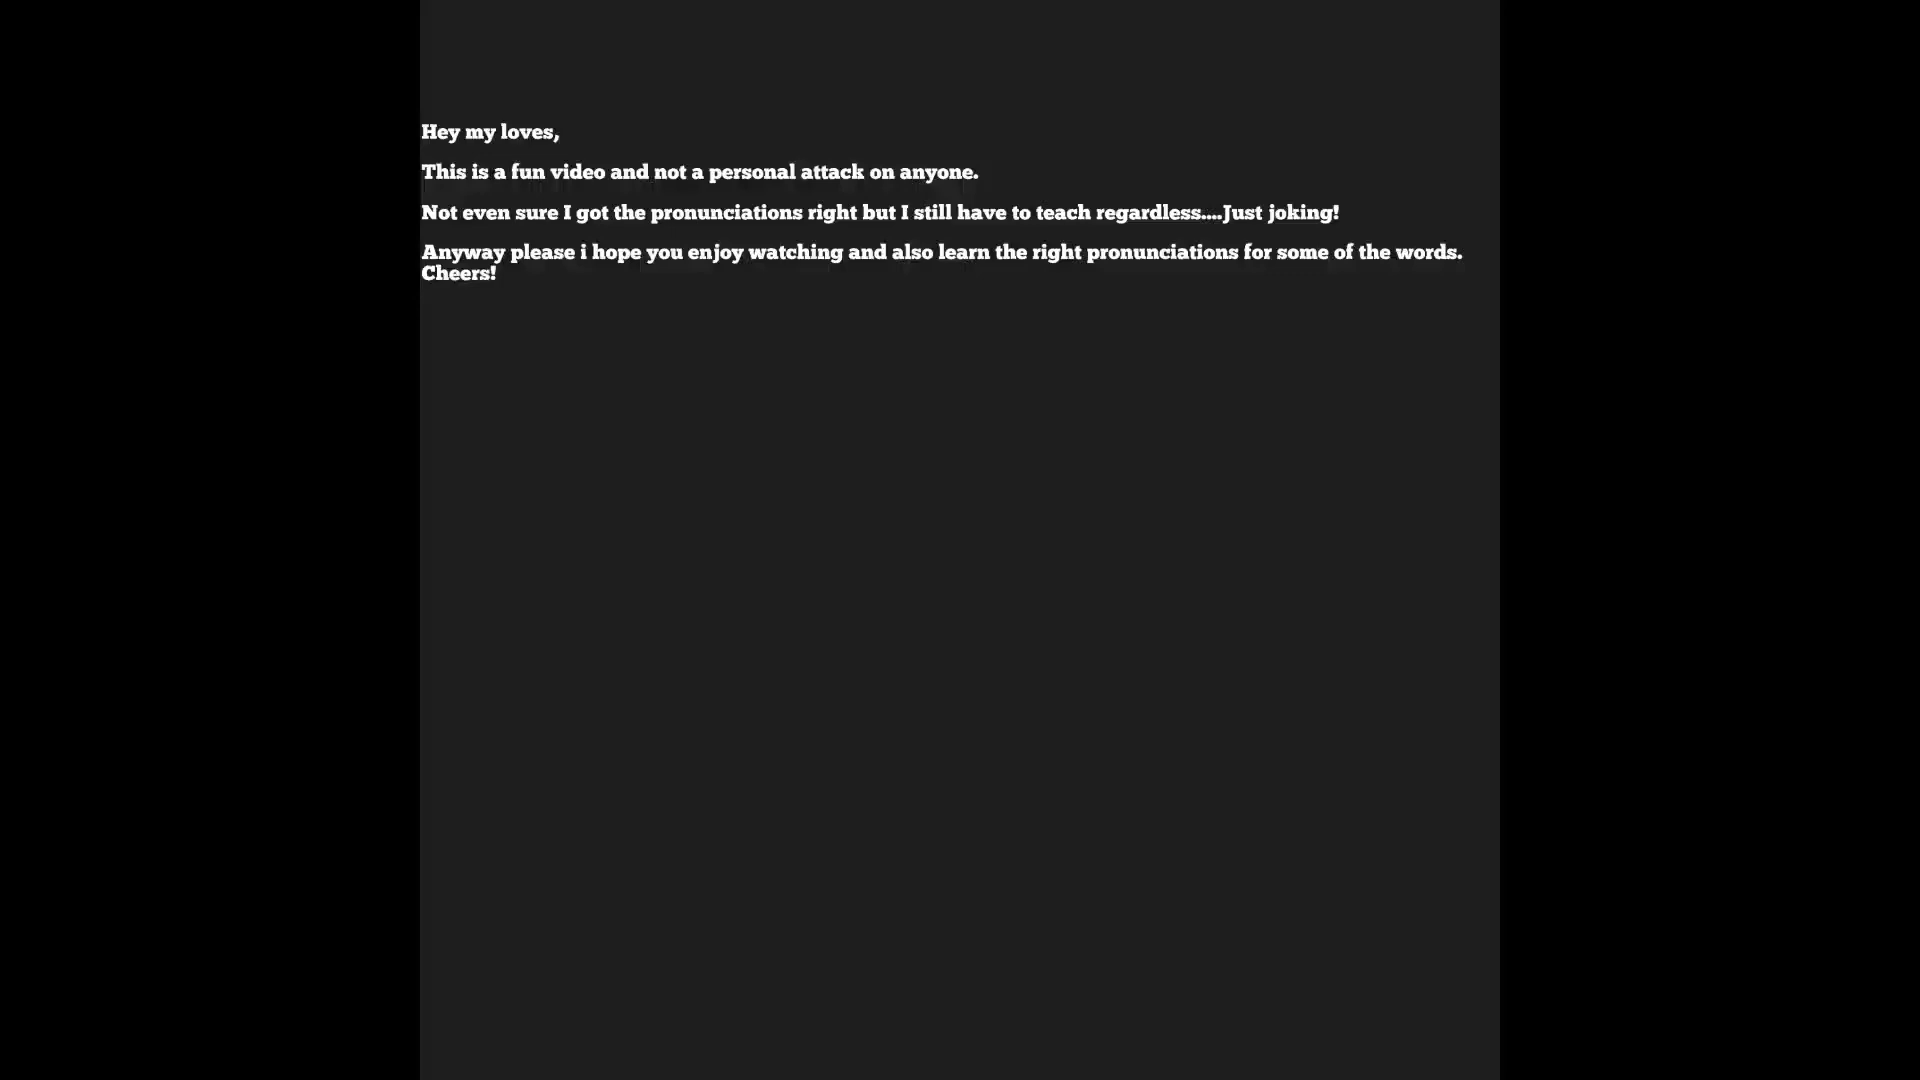 Hey my loves,
This is a fun video and not a personal attack on anyone.
Not even sure I got the pronunciations right but I still have to teach regardless....Just joking!
Anyway please i hope you enjoy watching and also learn the right pronunciations for some of the words.
Cheers!